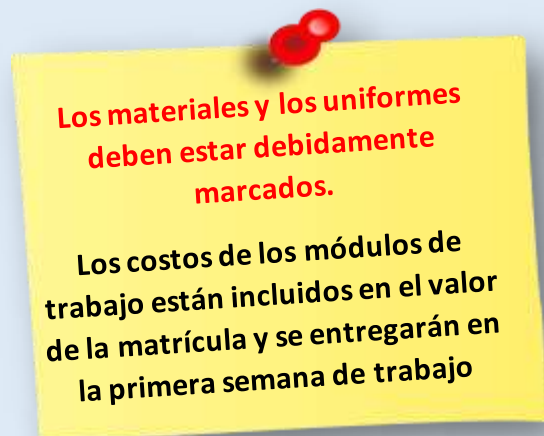 Los materiales y los uniformes
deben estar debidamente
marcados.
Los costos de los módulos de
trabajo están incluidos en el valor
de la matrícula y se entregarán en
la primera semana de trabajo